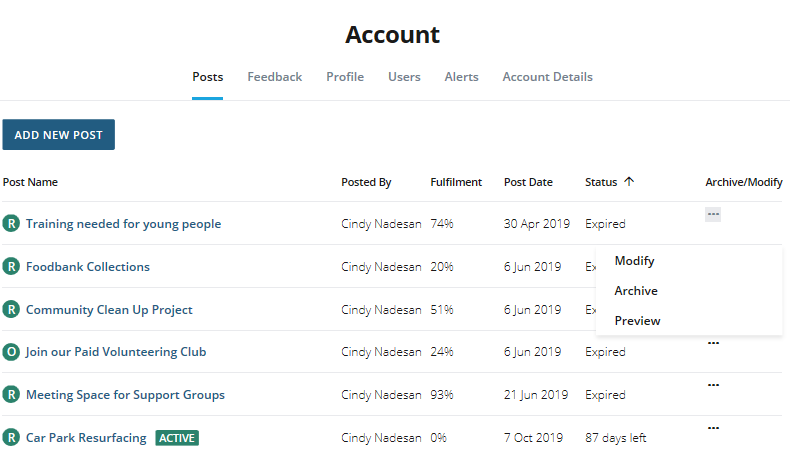 Account
Posts Feedback Profile Users Alerts Account Details
ADD NEW POST
Post Name Posted By Fulfilment Post Date Status ↑ Archive/Modify
R Training needed for young people Cindy Nadesan 74% 30 Apr 2019 Expired ...
R Foodbank Collections Cindy Nadesan 20% 6 Jun 2019 Modify
Archive
R Community Clean Up Project Cindy Nadesan 51% 6 Jun 2019 Preview
O Join our Paid Volunteering Club Cindy Nadesan 24% 6 Jun 2019 Expired ...
R Meeting Space for Support Groups Cindy Nadesan 93% 21 Jun 2019 Expired ...
R Car Park Resurfacing ACTIVE Cindy Nadesan 0% 7 Oct 2019 87 days left ...